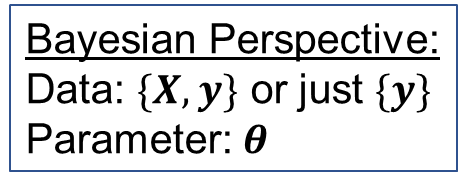 Bayesian Perspective:
Data: {X, y} or just {y}
Parameter: θ